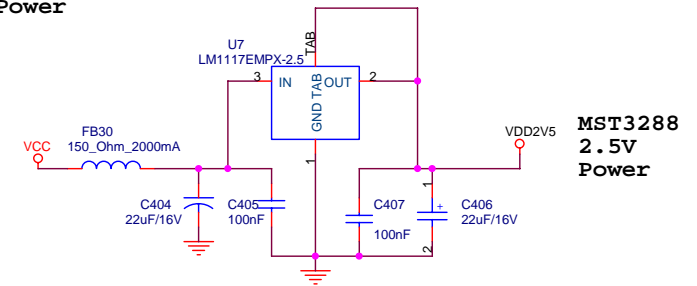 Power
U7
LM1117EMPX-2.5
TAB
3
IN
GND TAB
OUT
2
1
FB30
150_Ohm_2000mA
VCC
VDD2V5
MST3288
2.5V
Power
C404
22uF/16V
C405
100nF
C407
100nF
1
+
C406
22uF/16V
2